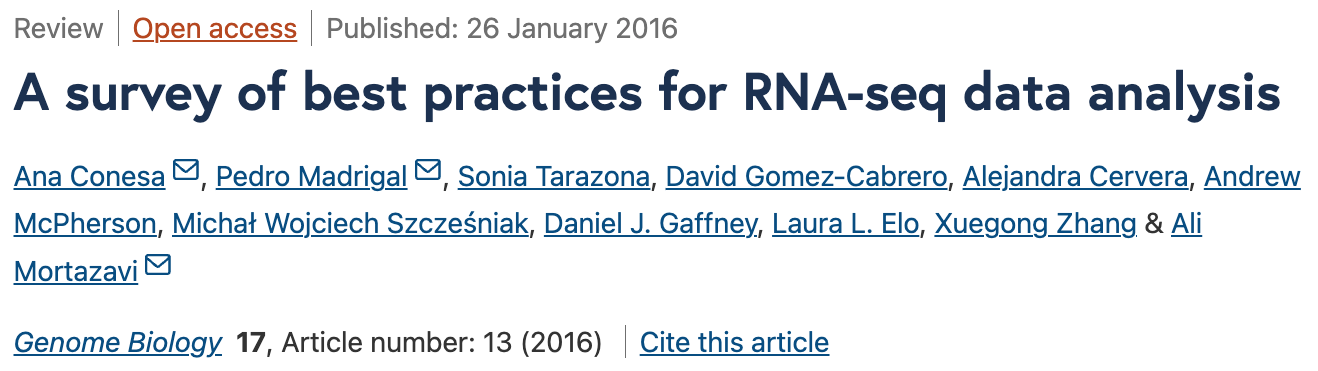 Review | Open access | Published: 26 January 2016
A survey of best practices for RNA-seq data analysis
Ana Conesa, Pedro Madrigal, Sonia Tarazona, David Gomez-Cabrero, Alejandra Cervera, Andrew
McPherson, Michał Wojciech Szcześniak, Daniel J. Gaffney, Laura L. Elo, Xuegong Zhang & Ali
Mortazavi
Genome Biology 17, Article number: 13 (2016) | Cite this article